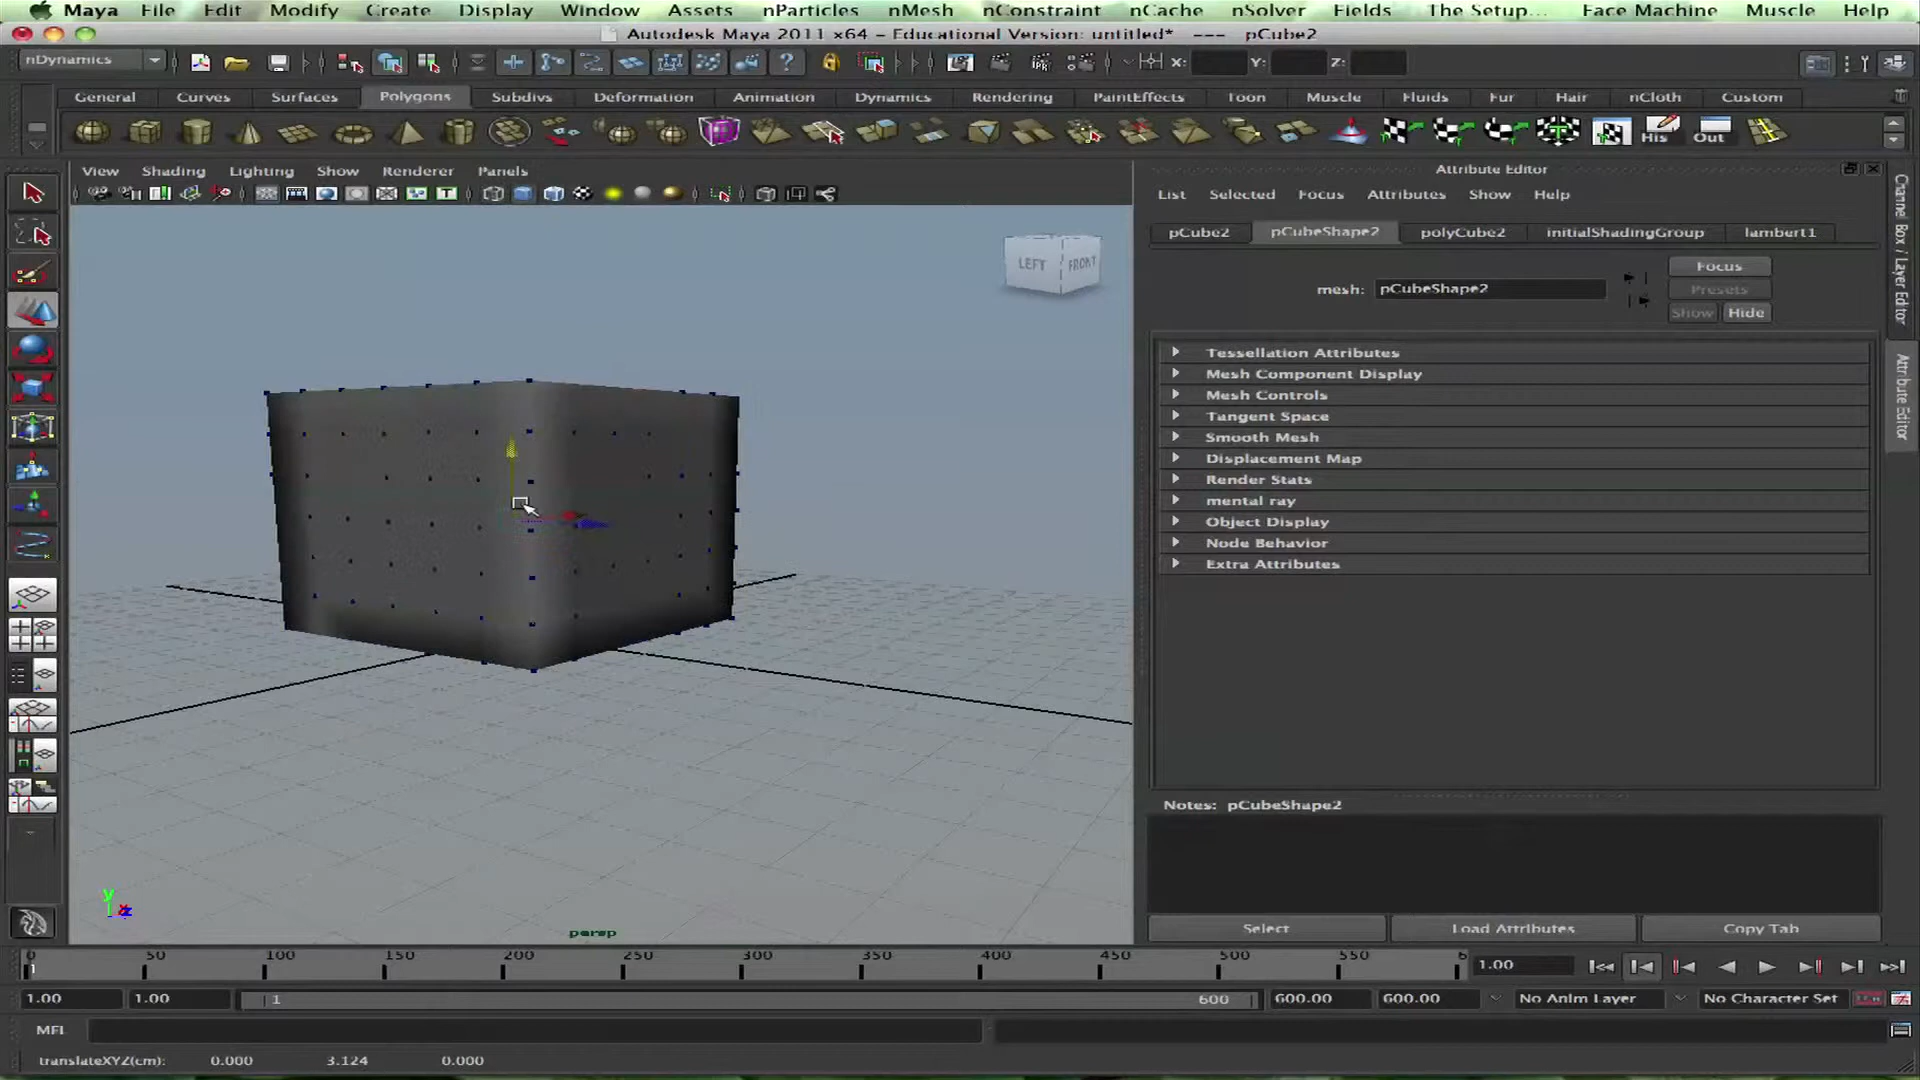 Maya File Edit Modify Create Display Window Assets nParticles nMesh nConstraint nCache nSolver Fields The Setup... Face Machine Muscle Help
Autodesk Maya 2011 x64 – Educational Version: untitled* --- pCube2
nDynamics X: Y: Z:
General Curves Surfaces Polygons Subdivs Deformation Animation Dynamics Rendering PaintEffects Toon Muscle Fluids Fur Hair nCloth Custom
His Out
View Shading Lighting Show Renderer Panels
Attribute Editor
List Selected Focus Attributes Show Help
pCube2 pCubeShape2 polyCube2 initialShadingGroup lambert1
LEFT FRONT
mesh: pCubeShape2
Focus
Presets
Show Hide
Tessellation Attributes
Mesh Component Display
Mesh Controls
Tangent Space
Smooth Mesh
Displacement Map
Render Stats
mental ray
Object Display
Node Behavior
Extra Attributes
Channel Box / Layer Editor
Attribute Editor
Notes: pCubeShape2
Select Load Attributes Copy Tab
y
z
persp
0 50 100 150 200 250 300 350 400 450 500 550 6
1
1.00
1.00 1.00 1 600 600.00 600.00 No Anim Layer No Character Set
MEL
translateXYZ(cm): 0.000 3.124 0.000